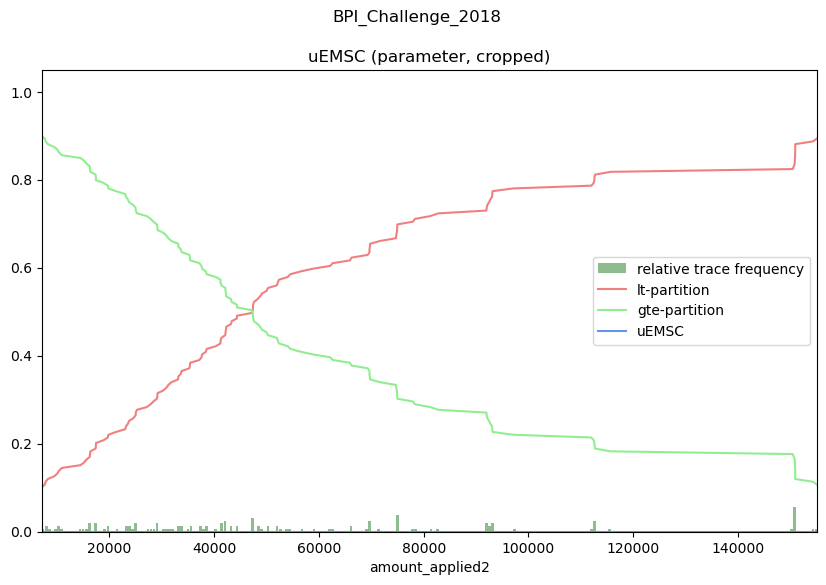 BPI_Challenge_2018
uEMSC (parameter, cropped)
1.0
0.8
0.6
0.4
0.2
0.0
relative trace frequency
lt-partition
gte-partition
uEMSC
20000 40000 60000 80000 100000 120000 140000
amount_applied2